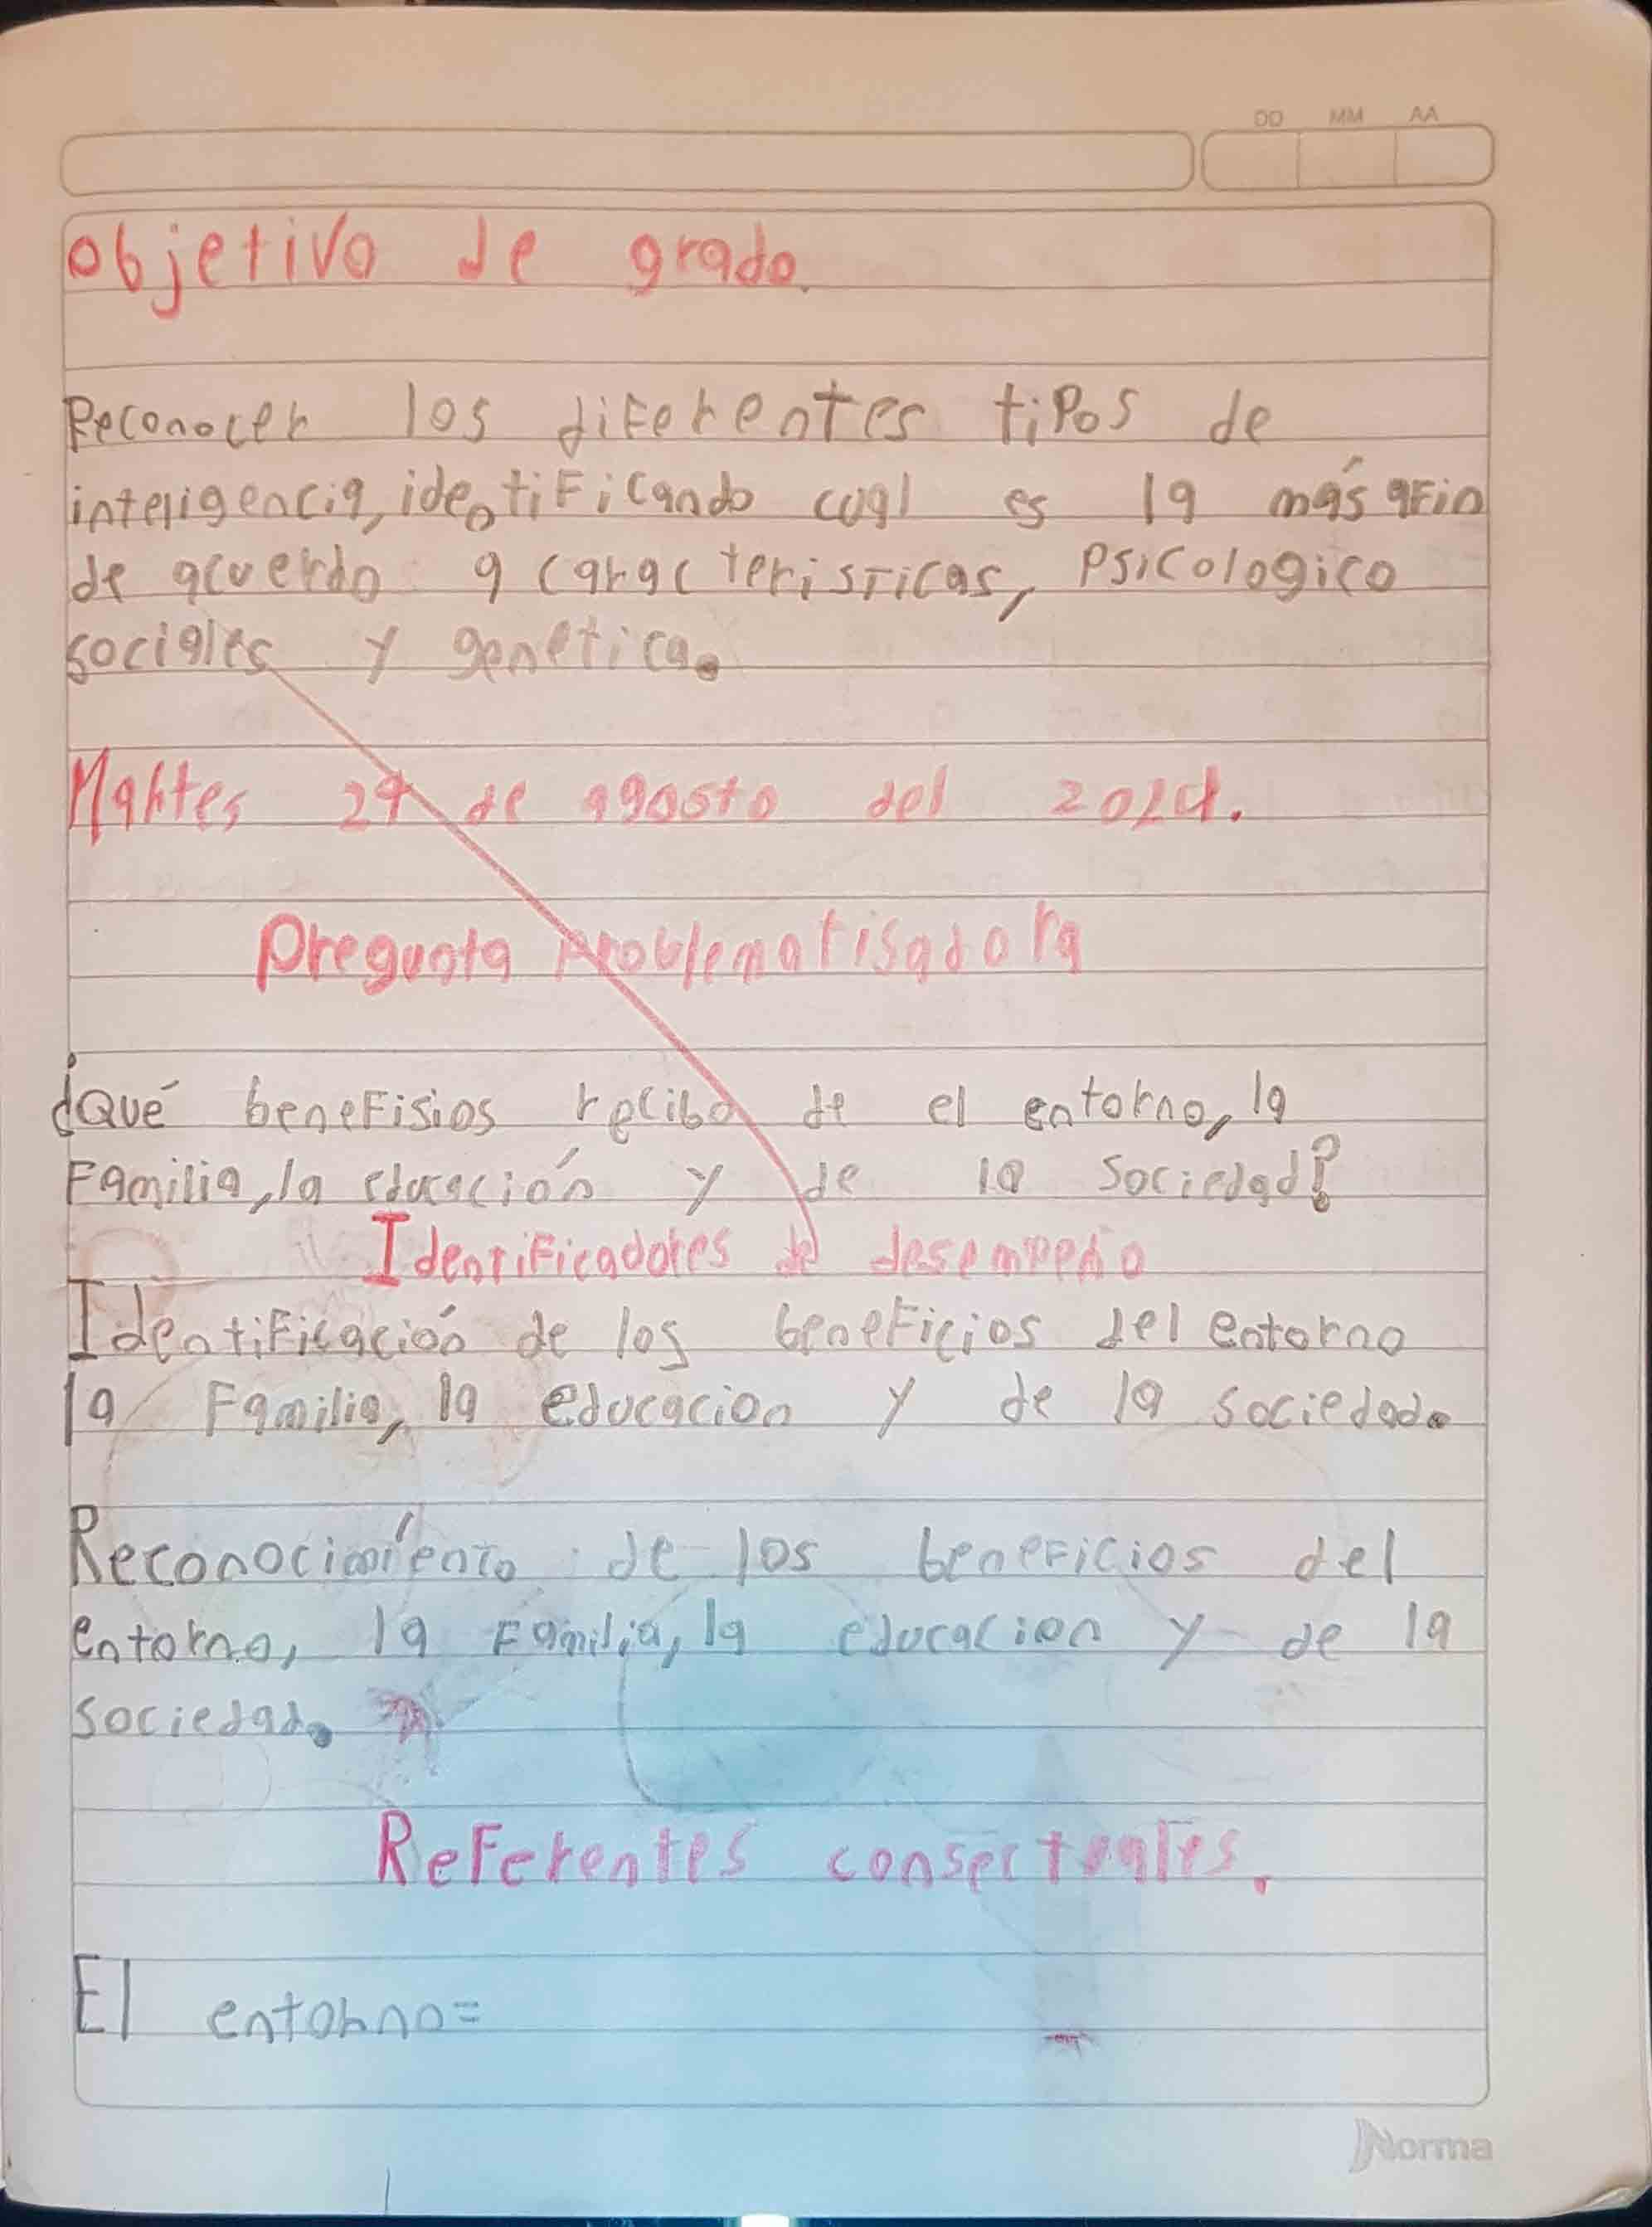 DD MM AA
objetivo de grado.
Reconocer los diferentes tipos de
inteligencia, identificando cual es la más afin
de acuerdo a caracteristicas, psicologico
sociales y genetica.
Martes 27 de agosto del 2024.
Pregunta problematisadora
¿Qué benefisios recibo de el entorno, la
Familia, la educación y de la sociedad?
Identificadores de desempeño
Identificación de los beneficios del entorno
la Familia, la educacion y de la sociedad.
Reconocimíento de los beneficios del
entorno, la Familia, la educacion y de la
sociedad.
Referentes consectuales.
El entorno=
Norma